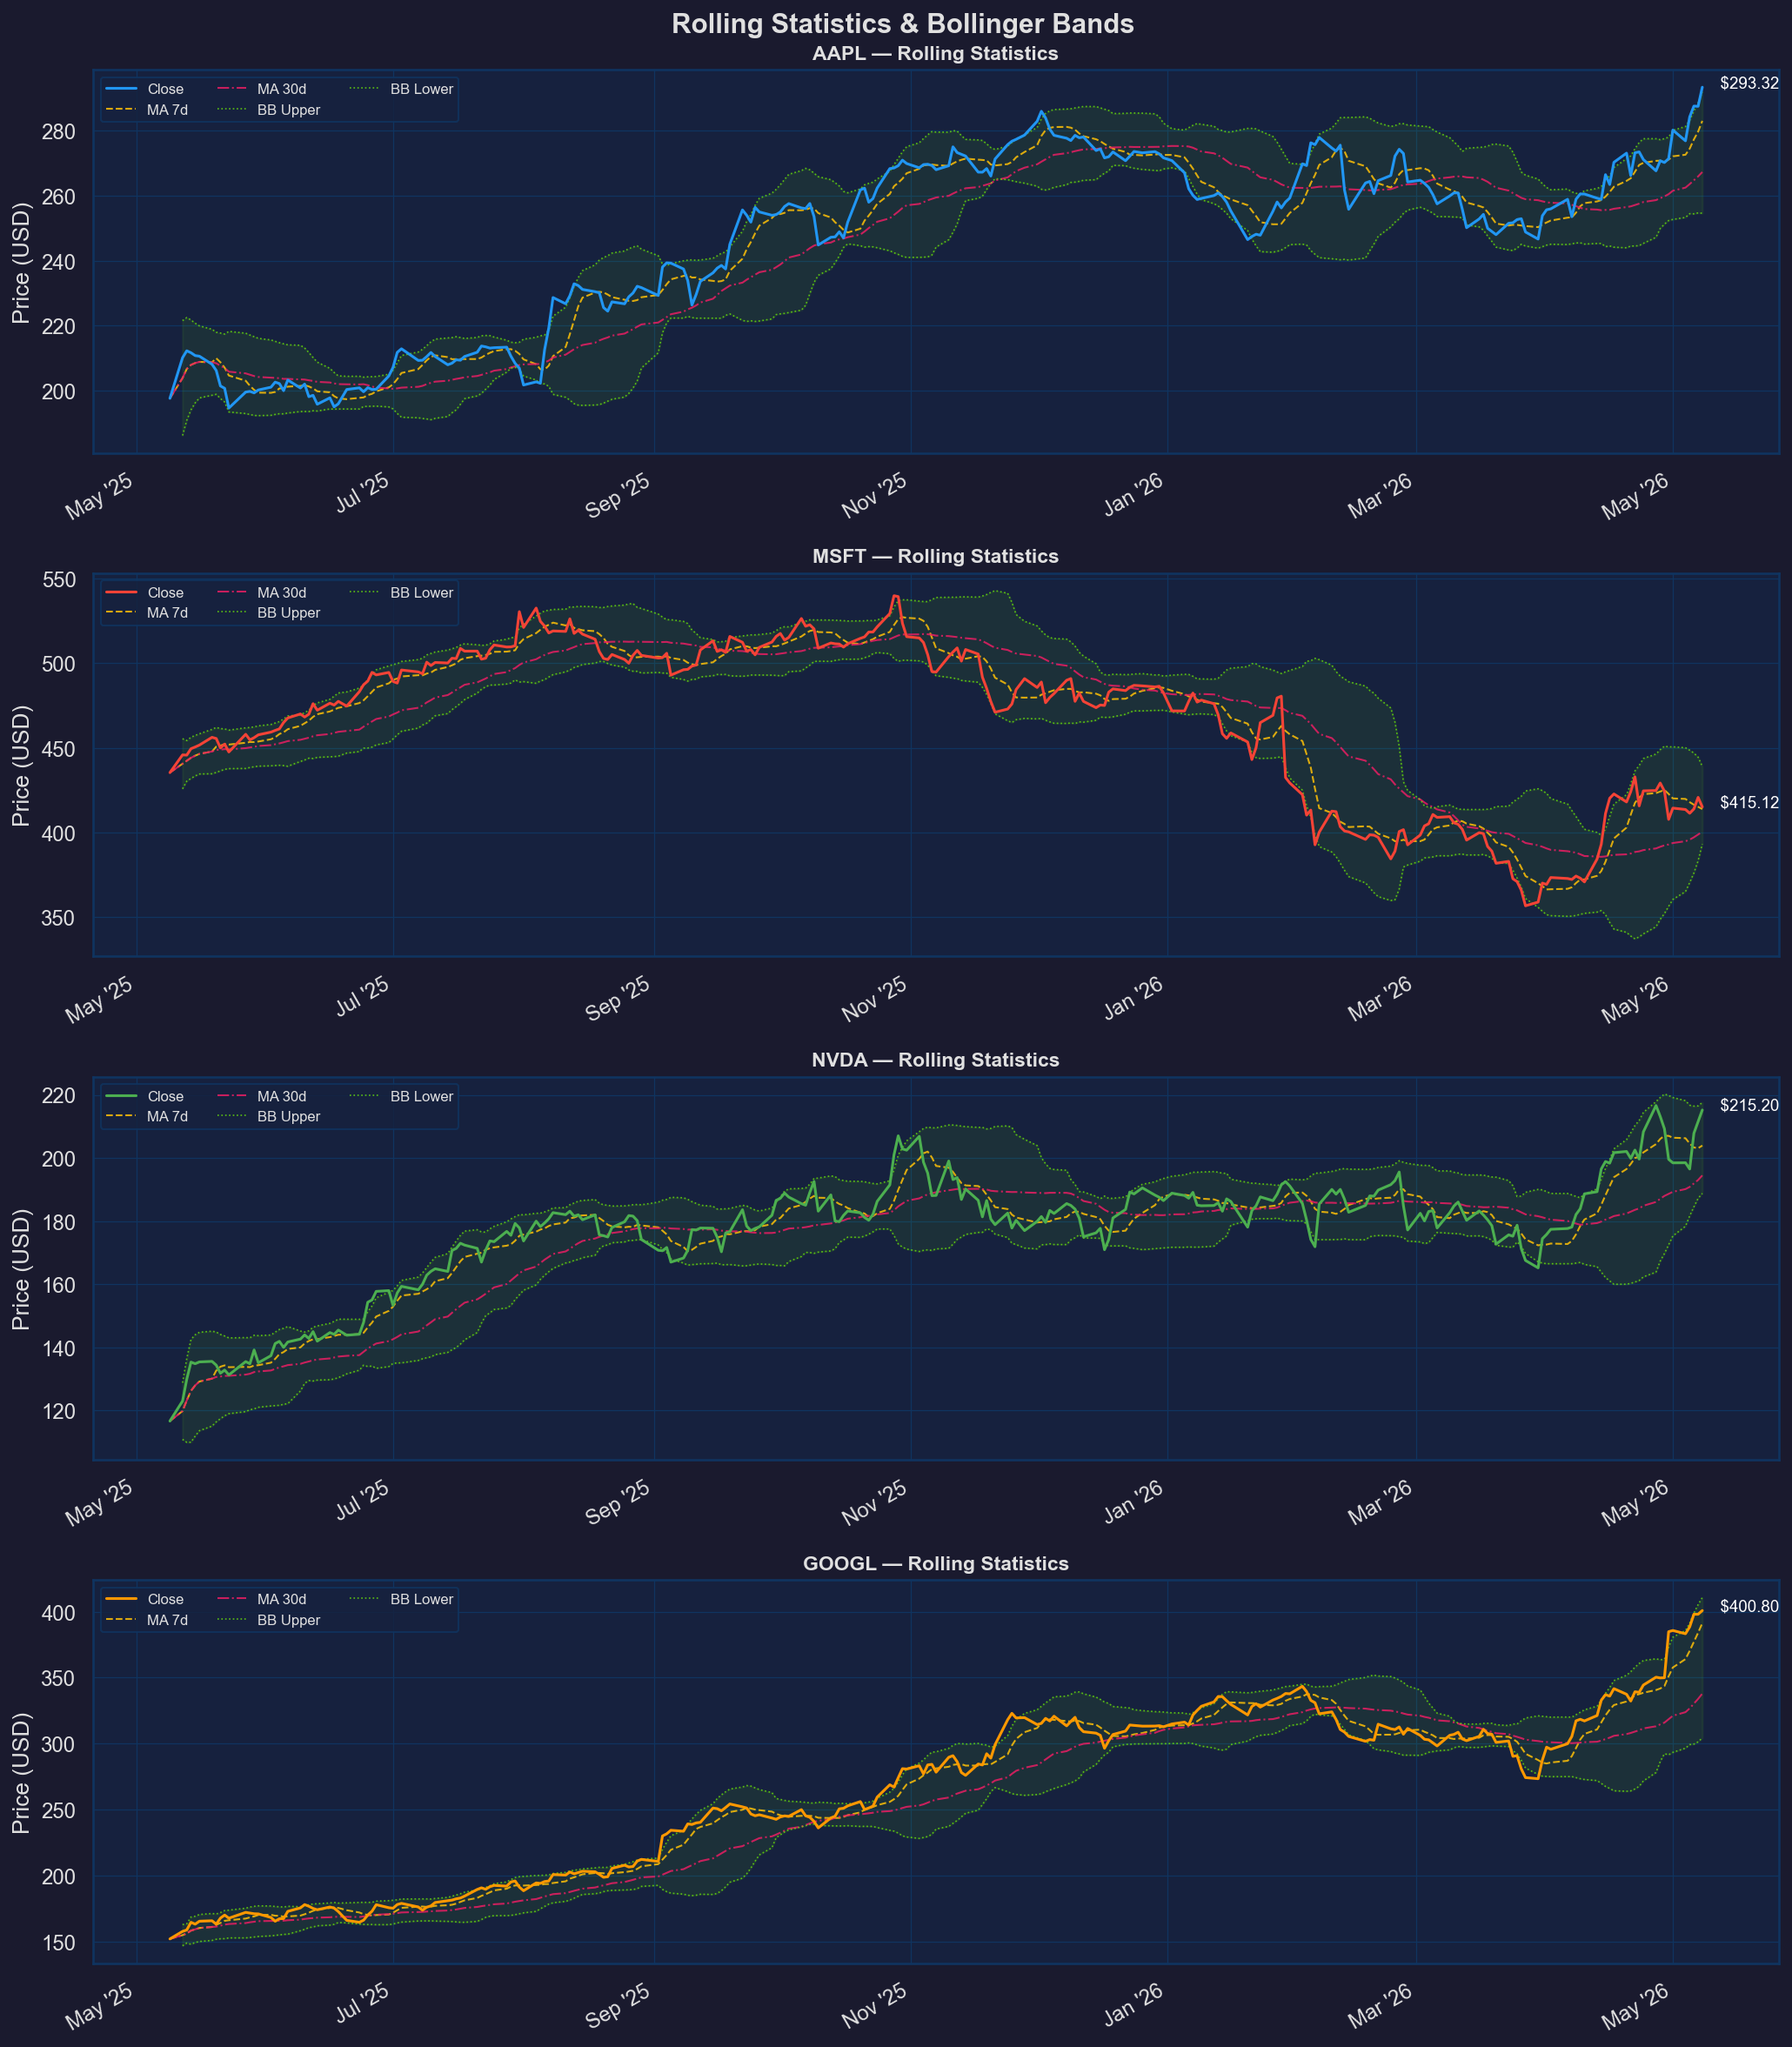 Rolling Statistics & Bollinger Bands
AAPL — Rolling Statistics
Close MA 30d BB Lower
MA 7d BB Upper
$293.32
280
260
240
220
200
Price (USD)
May '25 Jul '25 Sep '25 Nov '25 Jan '26 Mar '26 May '26
MSFT — Rolling Statistics
Close MA 30d BB Lower
MA 7d BB Upper
550
500
450
400
350
$415.12
Price (USD)
May '25 Jul '25 Sep '25 Nov '25 Jan '26 Mar '26 May '26
NVDA — Rolling Statistics
Close MA 30d BB Lower
MA 7d BB Upper
$215.20
220
200
180
160
140
120
Price (USD)
May '25 Jul '25 Sep '25 Nov '25 Jan '26 Mar '26 May '26
GOOGL — Rolling Statistics
Close MA 30d BB Lower
MA 7d BB Upper
$400.80
400
350
300
250
200
150
Price (USD)
May '25 Jul '25 Sep '25 Nov '25 Jan '26 Mar '26 May '26